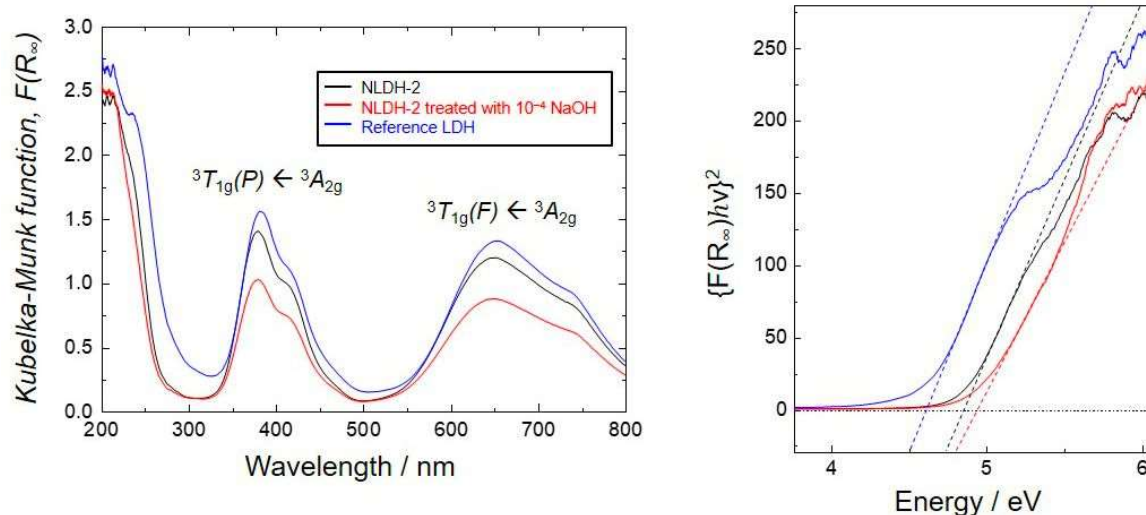 Kubelka-Munk function, F(R∞)
3.0
2.5
2.0
1.5
1.0
0.5
0.0
NLDH-2
NLDH-2 treated with 10⁻⁴ NaOH
Reference LDH
³T₁g(P) ← ³A₂g
³T₁g(F) ← ³A₂g
200 300 400 500 600 700 800
Wavelength / nm
{F(R∞)hν}²
250
200
150
100
50
0
4 5 6
Energy / eV